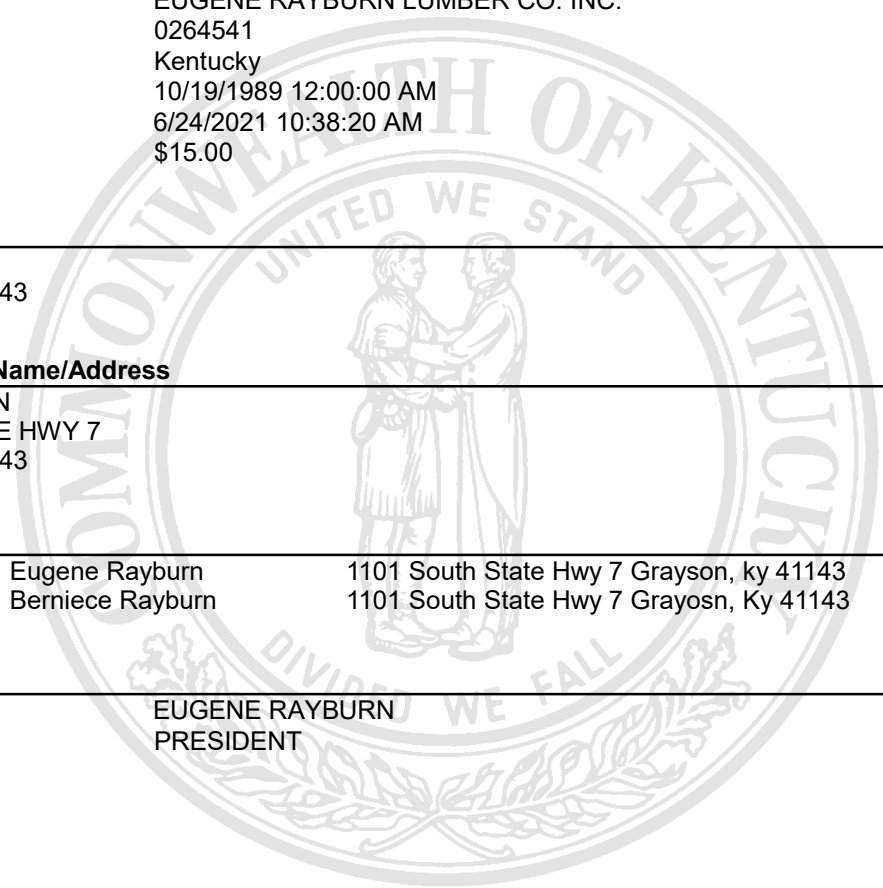 EUGENE RAYBURN LUMBER CO. INC.
0264541
Kentucky
10/19/1989 12:00:00 AM
6/24/2021 10:38:20 AM
$15.00
COMMONWEALTH OF KENTUCKY
UNITED WE STAND
43
Name/Address
N
E HWY 7
43
Eugene Rayburn 1101 South State Hwy 7 Grayson, ky 41143
Berniece Rayburn 1101 South State Hwy 7 Grayosn, Ky 41143
DIVIDED WE FALL
EUGENE RAYBURN
PRESIDENT